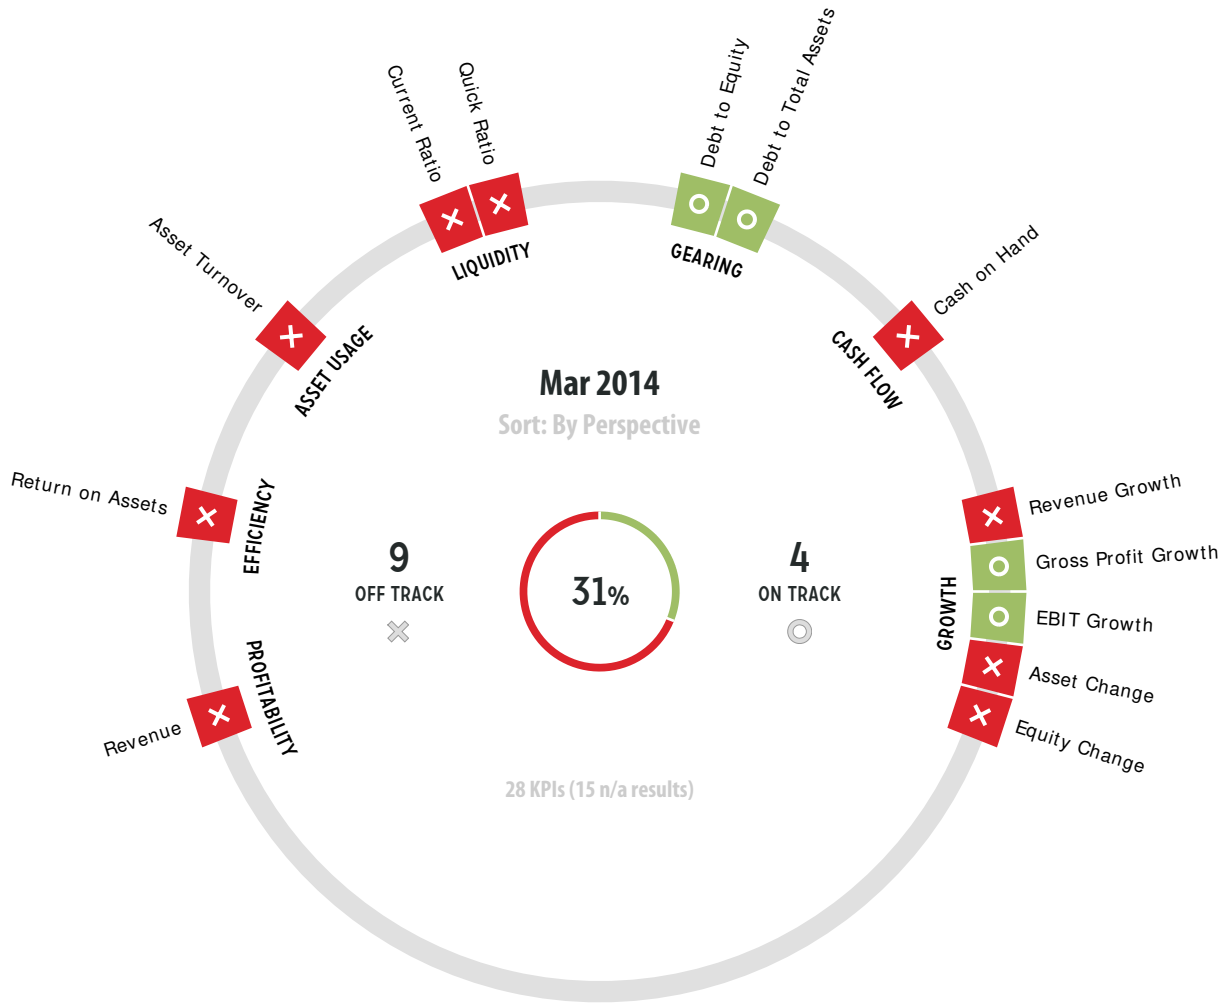 Current Ratio
Quick Ratio
LIQUIDITY
Debt to Equity
Debt to Total Assets
GEARING
Asset Turnover
ASSET USAGE
Cash on Hand
CASH FLOW
Mar 2014
Sort: By Perspective
Return on Assets
EFFICIENCY
Revenue
PROFITABILITY
9
OFF TRACK
31%
4
ON TRACK
Revenue Growth
Gross Profit Growth
EBIT Growth
Asset Change
Equity Change
GROWTH
28 KPIs (15 n/a results)